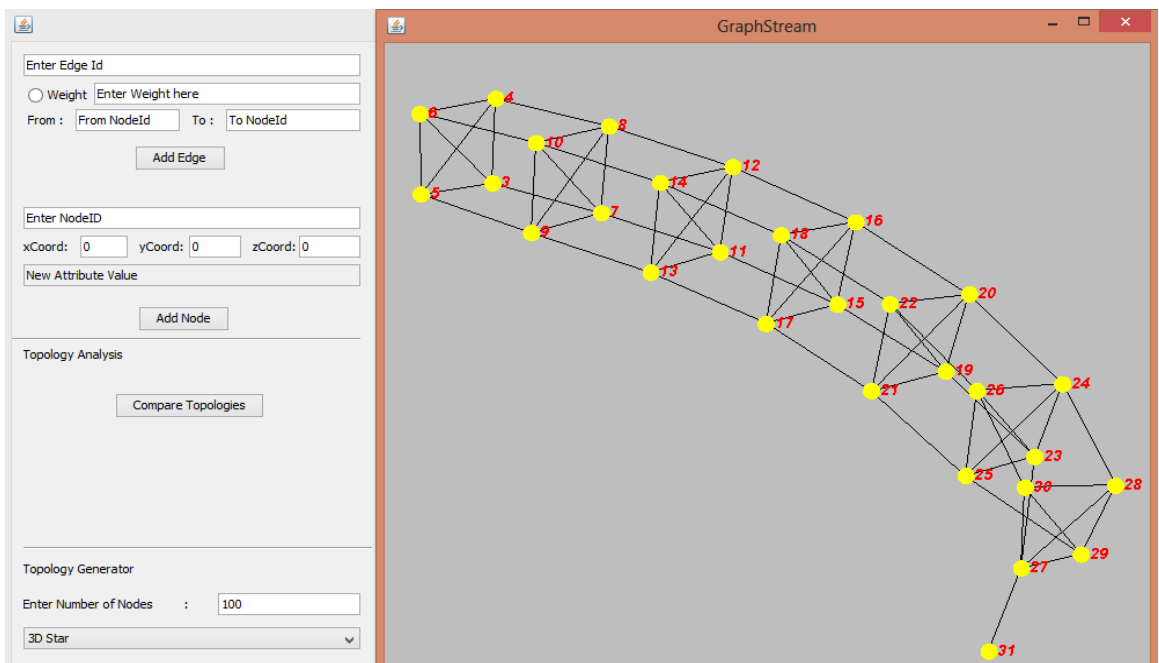 Enter Edge Id
Weight Enter Weight here
From : From NodeId To : To NodeId
Add Edge
Enter NodeID
xCoord: 0 yCoord: 0 zCoord: 0
New Attribute Value
Add Node
Topology Analysis
Compare Topologies
Topology Generator
Enter Number of Nodes : 100
3D Star
GraphStream
4
6
8
10
12
3
14
5
7
16
9
18
11
13
20
15
22
17
19
24
21
26
23
25
30
28
29
27
31